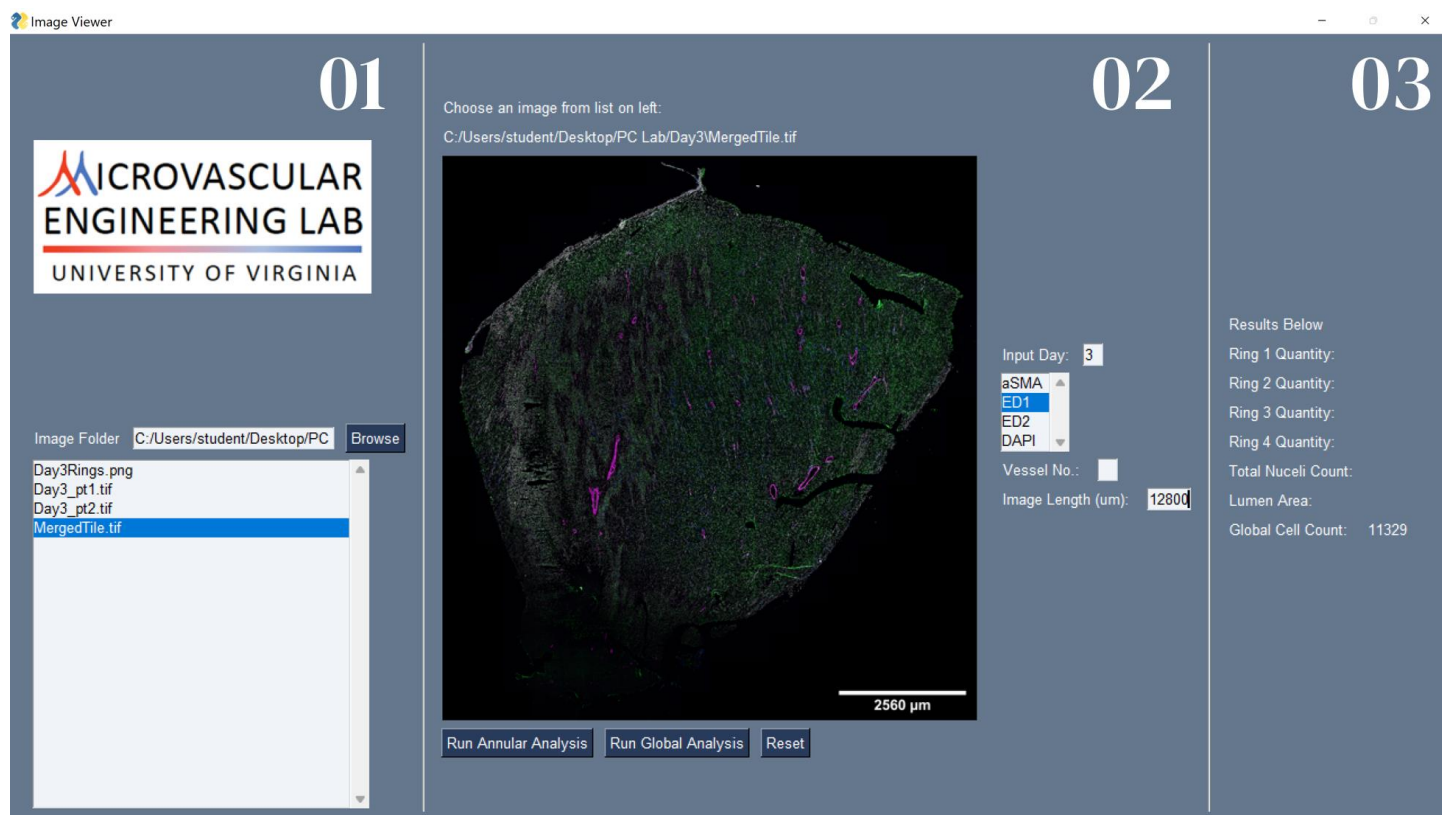 Image Viewer
01
MICROVASCULAR
ENGINEERING LAB
UNIVERSITY OF VIRGINIA
Image Folder C:/Users/student/Desktop/PC Browse
Day3Rings.png
Day3_pt1.tif
Day3_pt2.tif
MergedTile.tif
02
Choose an image from list on left:
C:/Users/student/Desktop/PC Lab/Day3\MergedTile.tif
2560 µm
Run Annular Analysis Run Global Analysis Reset
Input Day: 3
aSMA
ED1
ED2
DAPI
Vessel No.:
Image Length (um): 12800
03
Results Below
Ring 1 Quantity:
Ring 2 Quantity:
Ring 3 Quantity:
Ring 4 Quantity:
Total Nuceli Count:
Lumen Area:
Global Cell Count: 11329